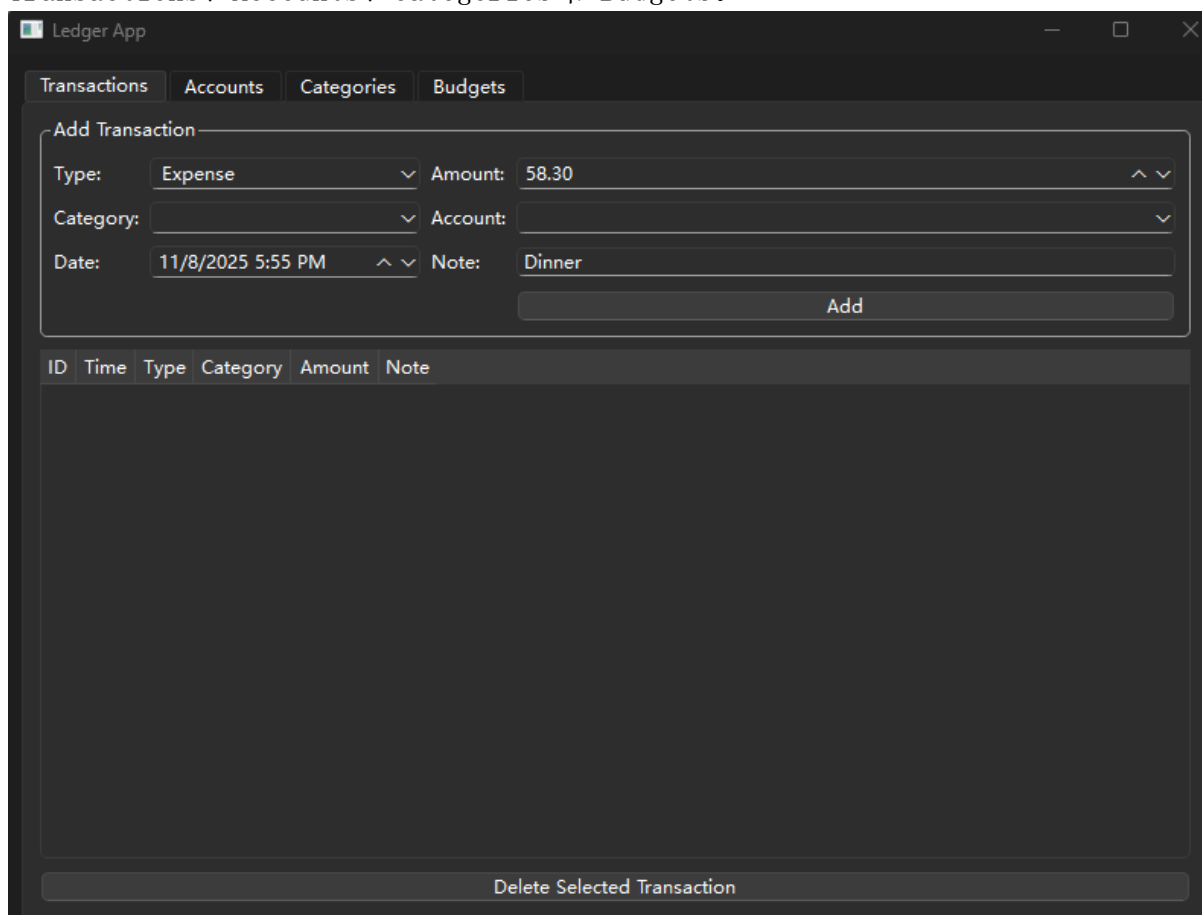 Ledger App
Transactions Accounts Categories Budgets
Add Transaction
Type: Expense Amount: 58.30
Category: Account:
Date: 11/8/2025 5:55 PM Note: Dinner
Add
ID Time Type Category Amount Note
Delete Selected Transaction